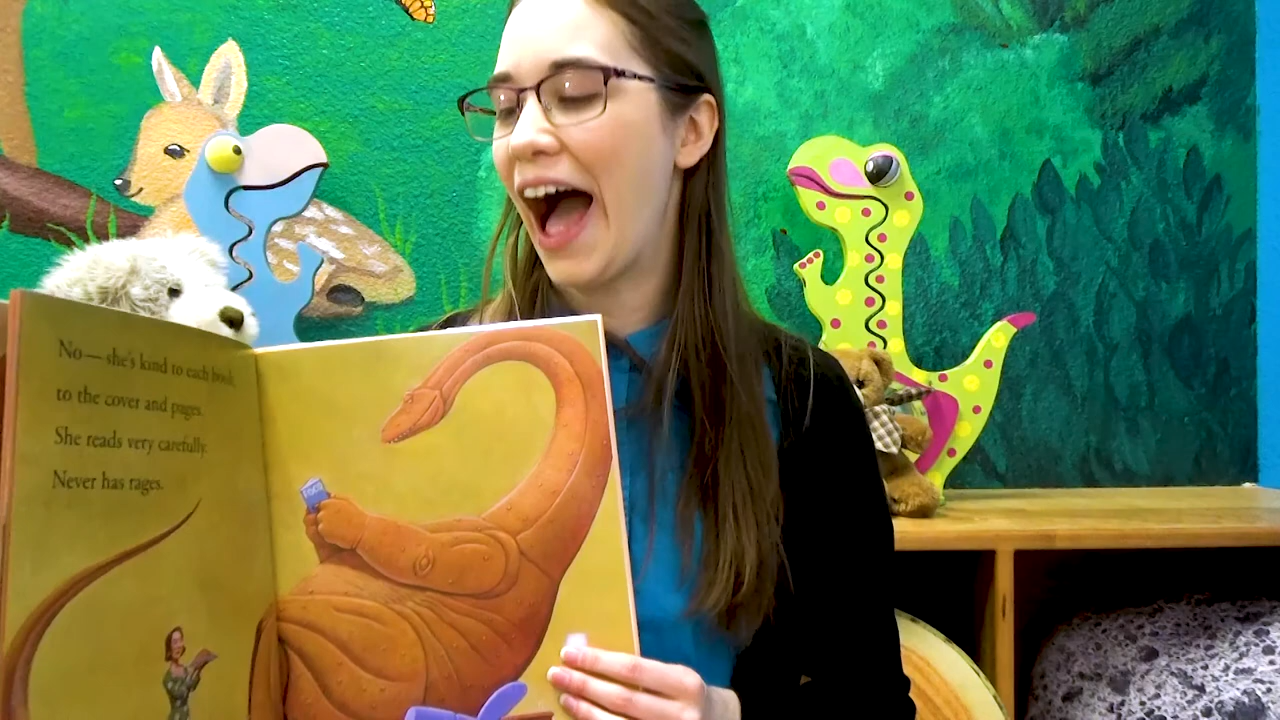 No—she's kind to each book,
to the cover and pages.
She reads very carefully.
Never has rages.